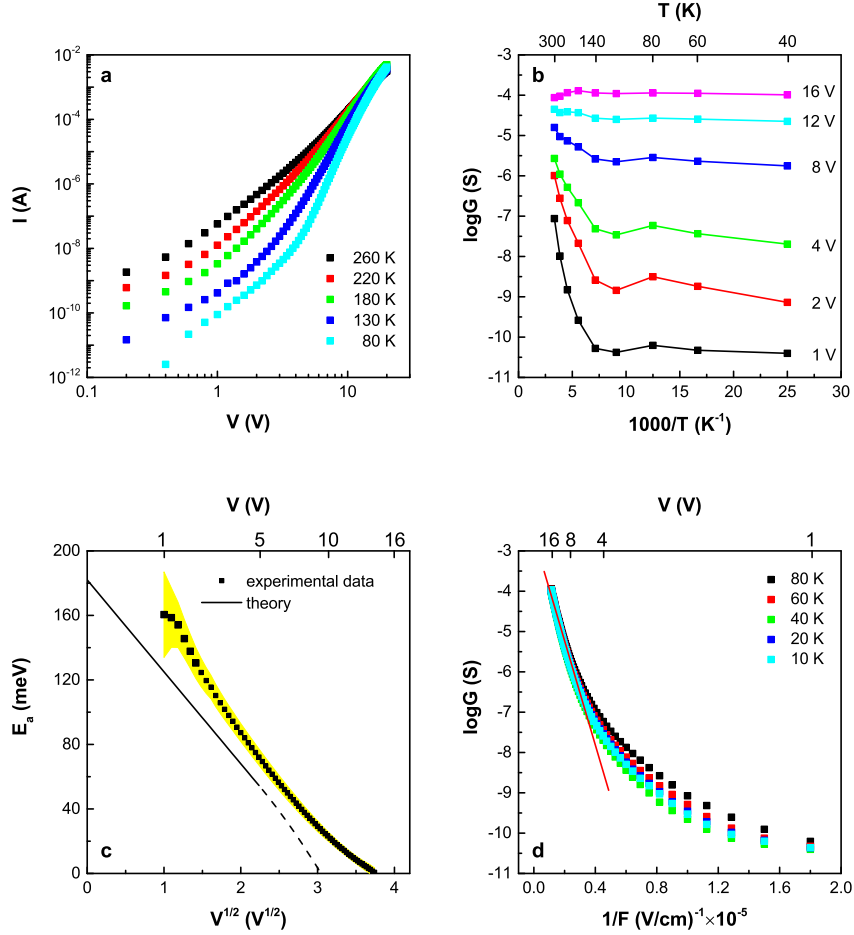 a
10^-2
10^-4
10^-6
10^-8
10^-10
10^-12
I (A)
0.1
1
10
V (V)
260 K
220 K
180 K
130 K
80 K
T (K)
300
140
80
60
40
b
-3
-4
-5
-6
-7
-8
-9
-10
-11
logG (S)
16 V
12 V
8 V
4 V
2 V
1 V
0
5
10
15
20
25
30
1000/T (K^-1)
V (V)
1
5
10
16
200
160
120
80
40
0
E_a (meV)
experimental data
theory
c
0
1
2
3
4
V^1/2 (V^1/2)
V (V)
16
8
4
1
-3
-4
-5
-6
-7
-8
-9
-10
-11
logG (S)
80 K
60 K
40 K
20 K
10 K
d
0.0
0.4
0.8
1.2
1.6
2.0
1/F (V/cm)^-1×10^-5